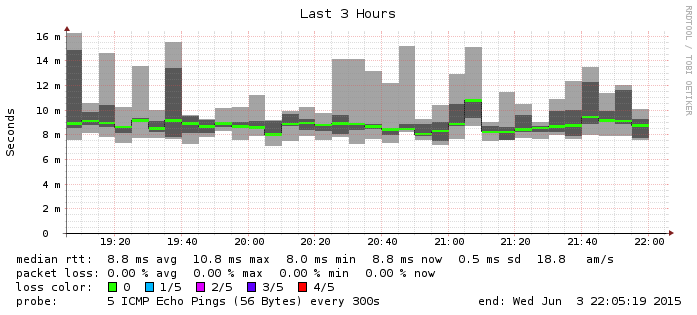 Last 3 Hours
RRDTOOL / TOBI OETIKER
Seconds
16 m
14 m
12 m
10 m
8 m
6 m
4 m
2 m
0
19:20 19:40 20:00 20:20 20:40 21:00 21:20 21:40 22:00
median rtt: 8.8 ms avg 10.8 ms max 8.0 ms min 8.8 ms now 0.5 ms sd 18.8 am/s
packet loss: 0.00 % avg 0.00 % max 0.00 % min 0.00 % now
loss color: 0 1/5 2/5 3/5 4/5
probe: 5 ICMP Echo Pings (56 Bytes) every 300s end: Wed Jun 3 22:05:19 2015